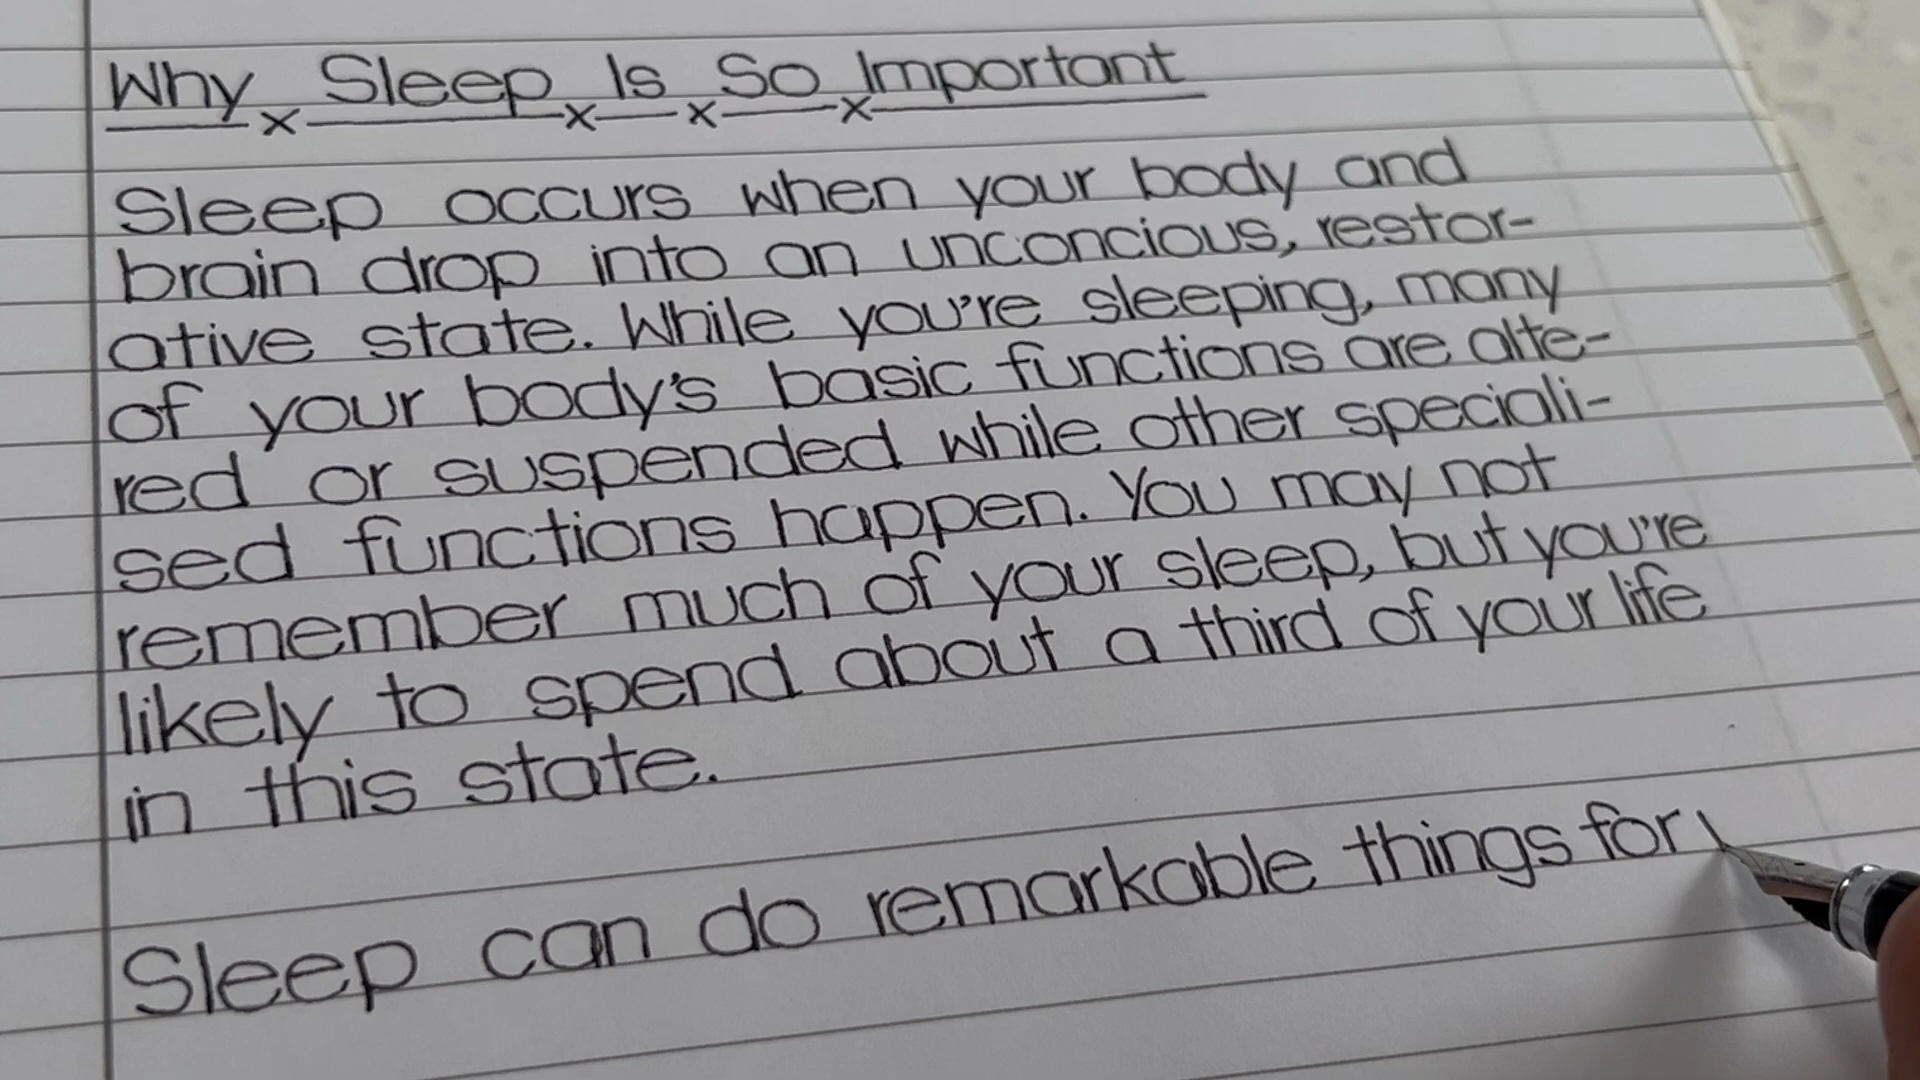 Why Sleep Is So Important
Sleep occurs when your body and
brain drop into an unconcious, restor-
ative state. While you're sleeping, many
of your body's basic functions are alte-
red or suspended while other speciali-
sed functions happen. You may not
remember much of your sleep, but you're
likely to spend about a third of your life
in this state.
Sleep can do remarkable things for